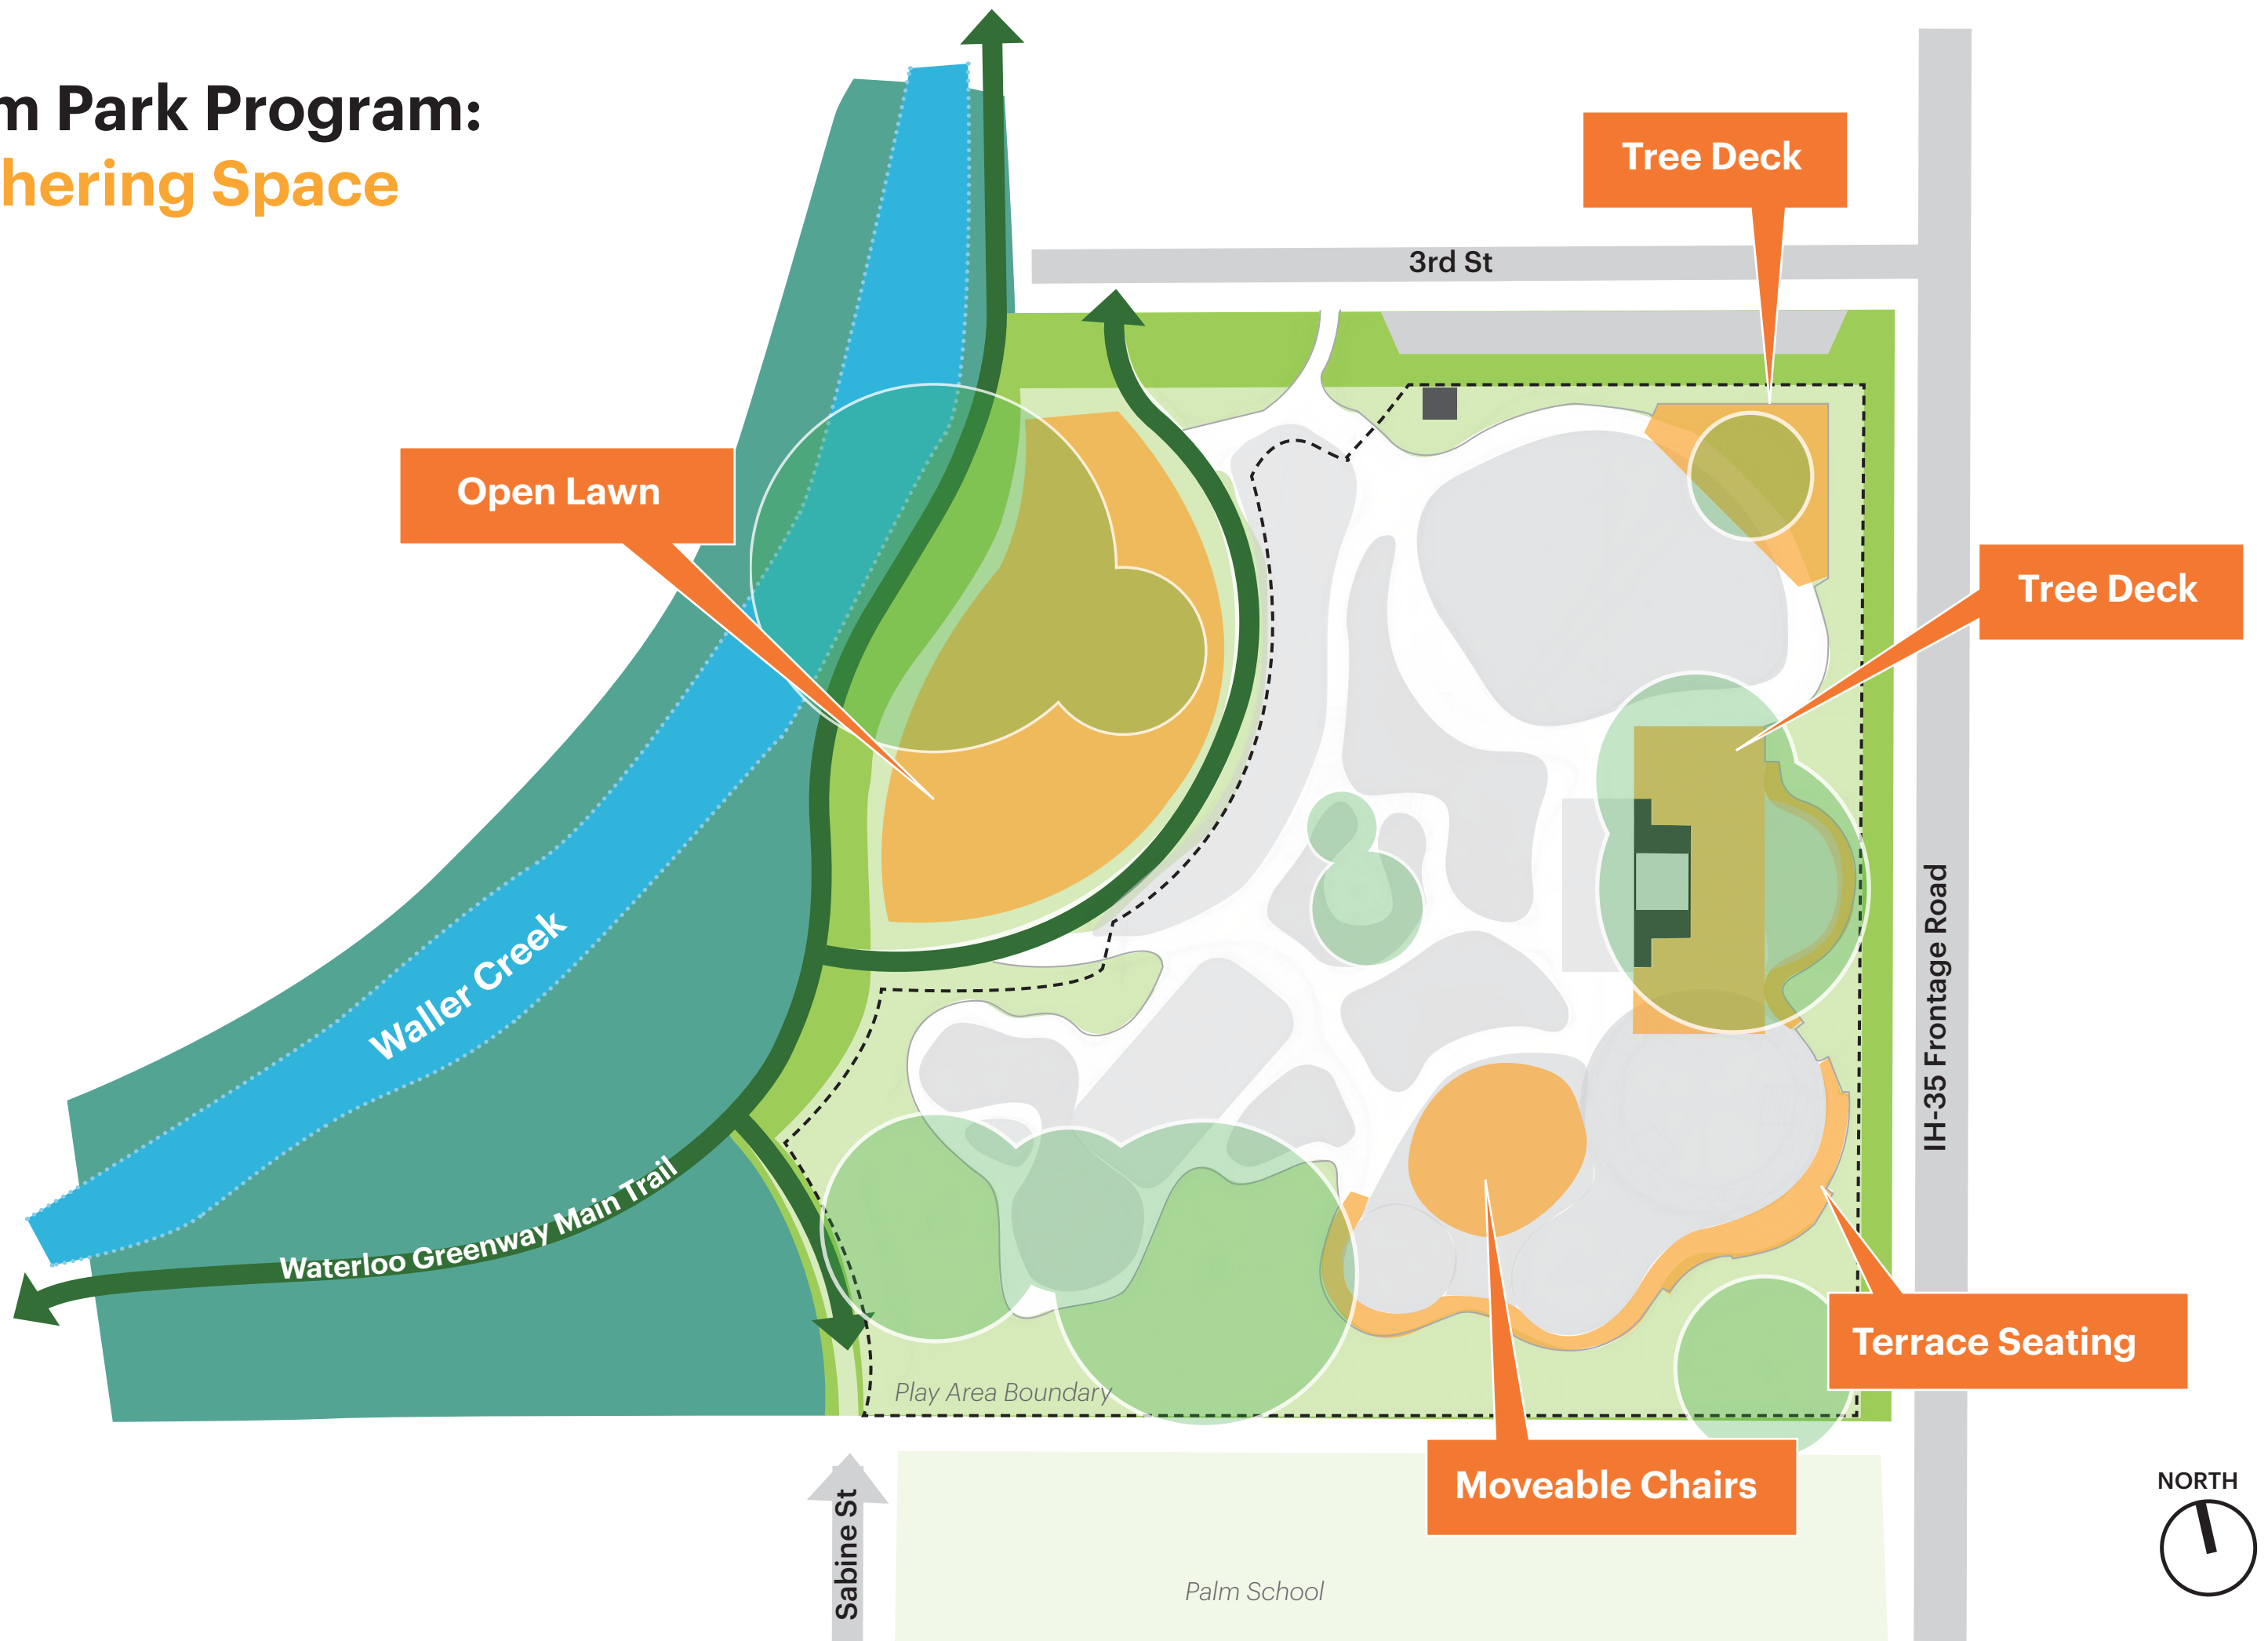 m Park Program:
hering Space
Tree Deck
3rd St
Open Lawn
Tree Deck
Waller Creek
IH-35 Frontage Road
Waterloo Greenway Main Trail
Terrace Seating
Play Area Boundary
Moveable Chairs
NORTH
Sabine St
Palm School